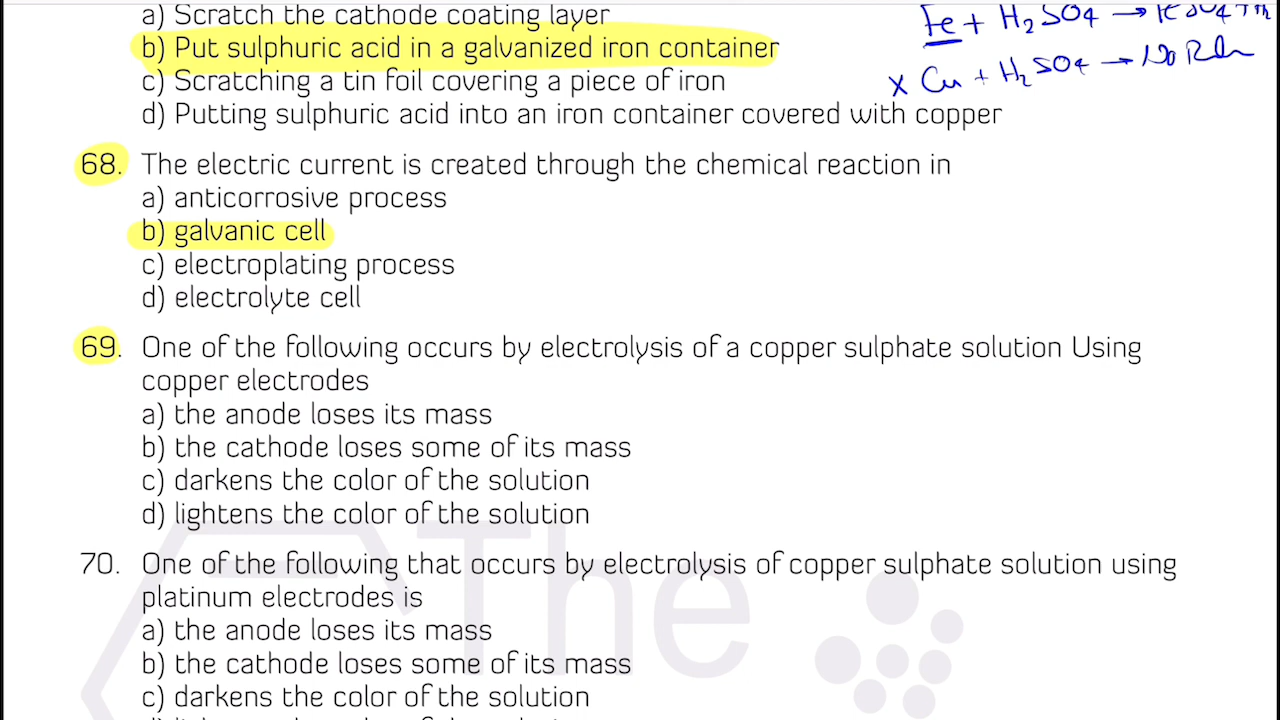 a) Scratch the cathode coating layer
Fe + H2SO4 →
b) Put sulphuric acid in a galvanized iron container
x Cu + H2SO4 → No
c) Scratching a tin foil covering a piece of iron
d) Putting sulphuric acid into an iron container covered with copper
68. The electric current is created through the chemical reaction in
a) anticorrosive process
b) galvanic cell
c) electroplating process
d) electrolyte cell
69. One of the following occurs by electrolysis of a copper sulphate solution Using
copper electrodes
a) the anode loses its mass
b) the cathode loses some of its mass
c) darkens the color of the solution
d) lightens the color of the solution
70. One of the following that occurs by electrolysis of copper sulphate solution using
platinum electrodes is
a) the anode loses its mass
b) the cathode loses some of its mass
c) darkens the color of the solution
The